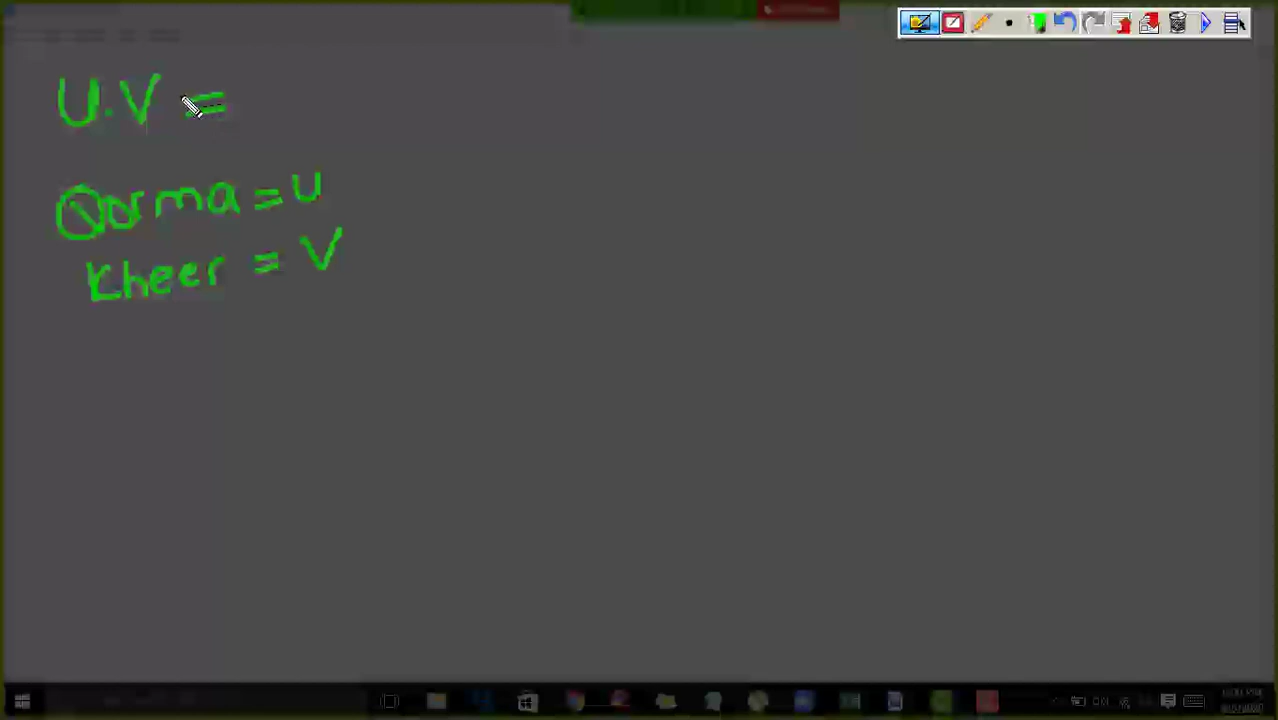 U.V =
Qorma = U
Kheer = V